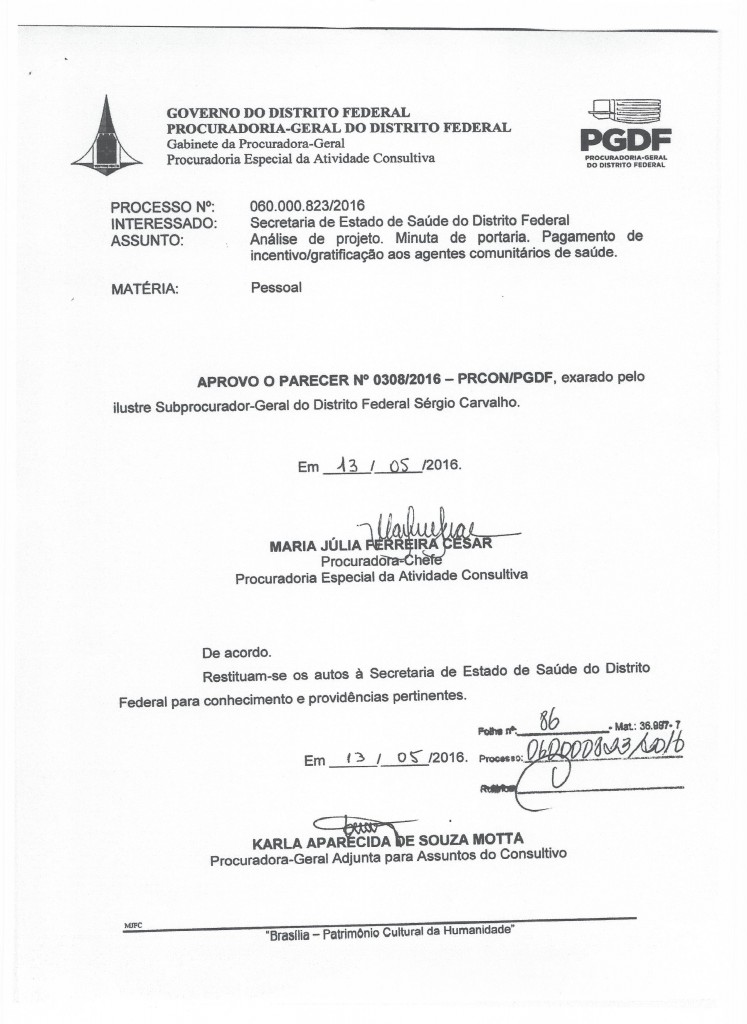 GOVERNO DO DISTRITO FEDERAL
PROCURADORIA-GERAL DO DISTRITO FEDERAL
Gabinete da Procuradora-Geral
Procuradoria Especial da Atividade Consultiva
PGDF
PROCURADORIA-GERAL
DO DISTRITO FEDERAL
PROCESSO Nº: 060.000.823/2016
INTERESSADO: Secretaria de Estado de Saúde do Distrito Federal
ASSUNTO: Análise de projeto. Minuta de portaria. Pagamento de
incentivo/gratificação aos agentes comunitários de saúde.
MATÉRIA: Pessoal
APROVO O PARECER Nº 0308/2016 – PRCON/PGDF, exarado pelo
ilustre Subprocurador-Geral do Distrito Federal Sérgio Carvalho.
Em 13 / 05 /2016.
MARIA JÚLIA FERREIRA CÉSAR
Procuradora-Chefe
Procuradoria Especial da Atividade Consultiva
De acordo.
Restituam-se os autos à Secretaria de Estado de Saúde do Distrito
Federal para conhecimento e providências pertinentes.
Folha nº: 86 - Mat.: 36.997-7
Em 13 / 05 /2016. Processo: 060000823/2016
Rubrica:
KARLA APARECIDA DE SOUZA MOTTA
Procuradora-Geral Adjunta para Assuntos do Consultivo
MJFC
"Brasília – Patrimônio Cultural da Humanidade"